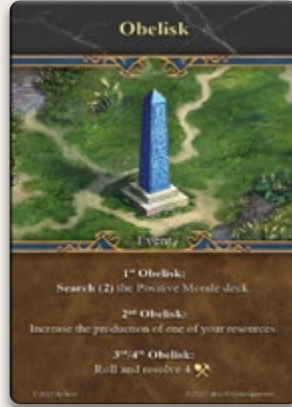 Obelisk
Event
1st Obelisk:
Search (2) the Positive Morale deck
2nd Obelisk:
Increase the production of one of your resources
3rd/4th Obelisk:
Roll and resolve 4